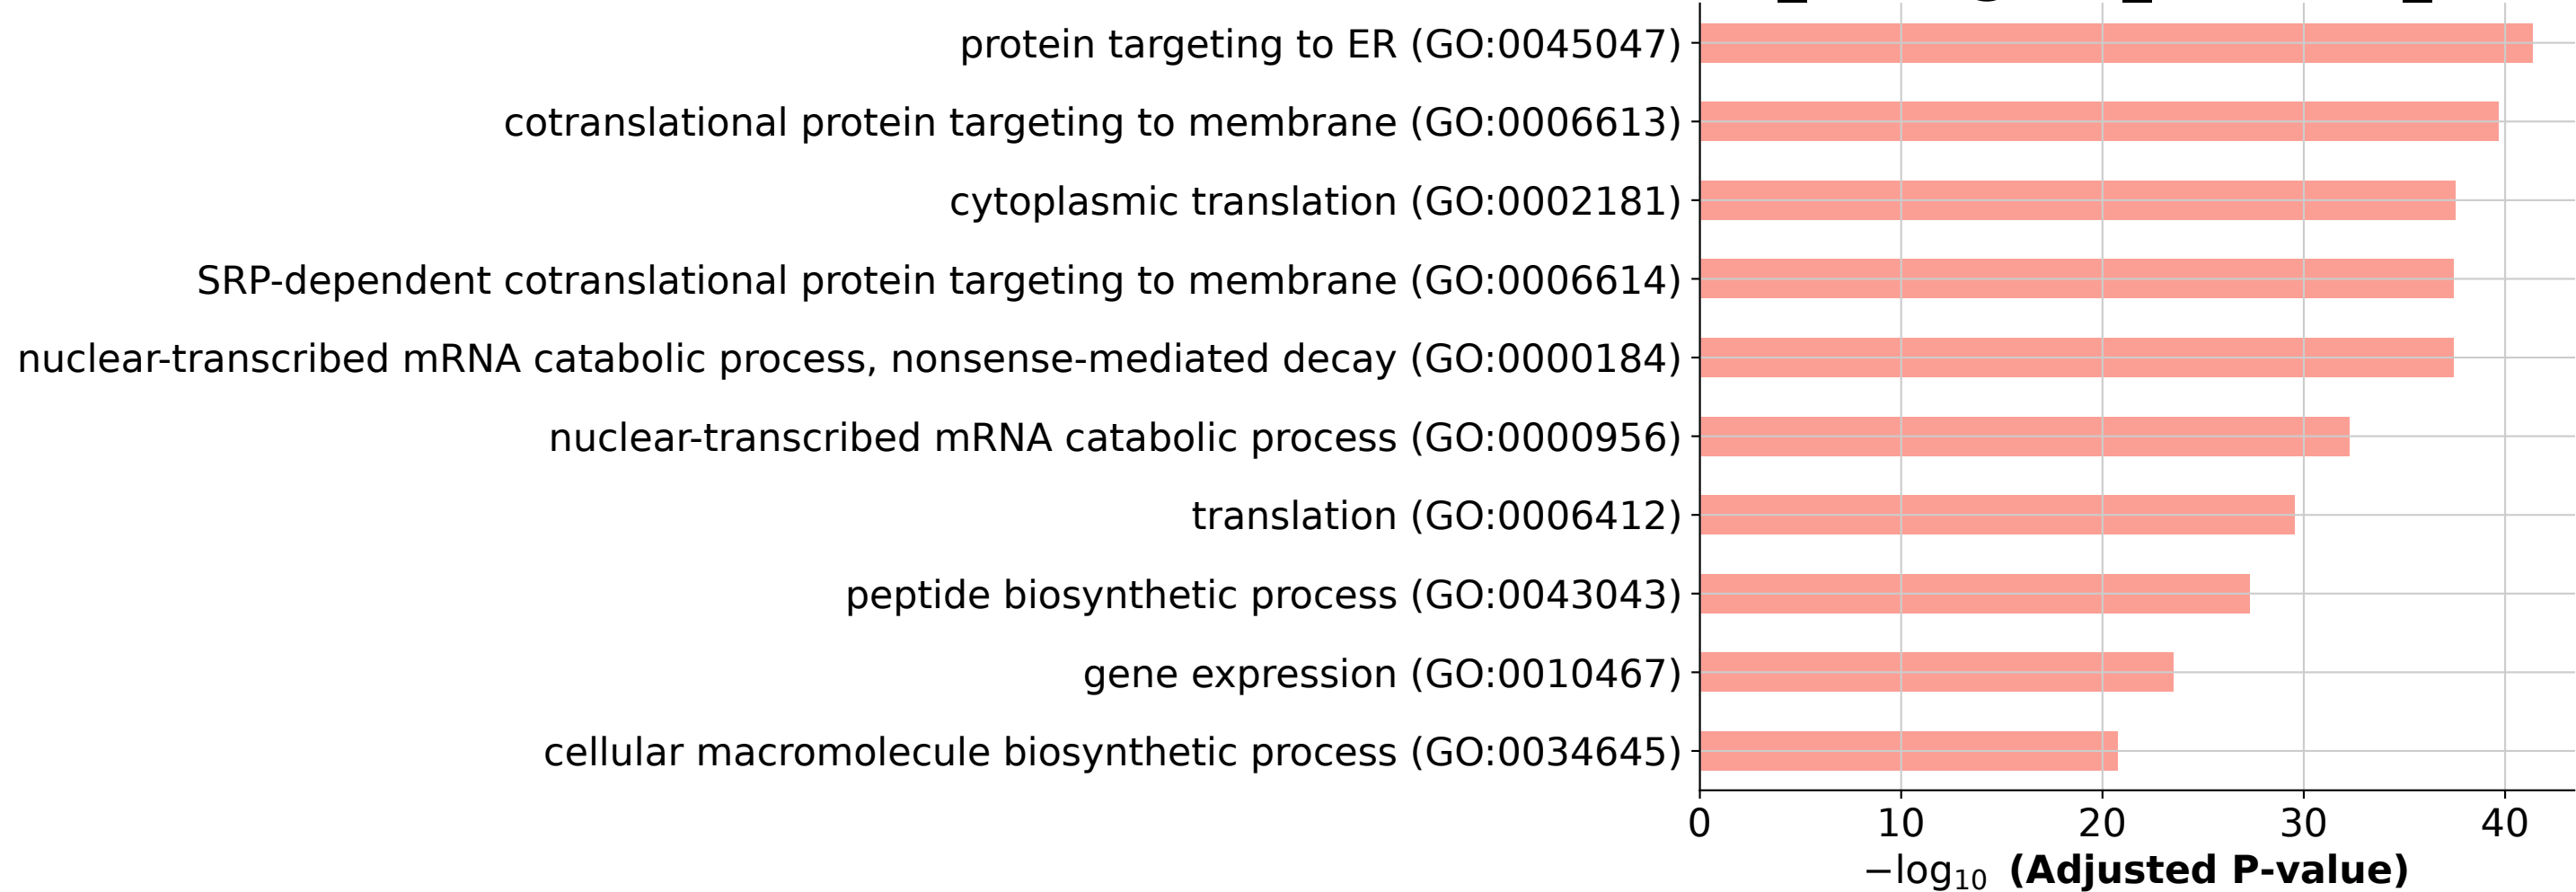 protein targeting to ER (GO:0045047)
cotranslational protein targeting to membrane (GO:0006613)
cytoplasmic translation (GO:0002181)
SRP-dependent cotranslational protein targeting to membrane (GO:0006614)
nuclear-transcribed mRNA catabolic process, nonsense-mediated decay (GO:0000184)
nuclear-transcribed mRNA catabolic process (GO:0000956)
translation (GO:0006412)
peptide biosynthetic process (GO:0043043)
gene expression (GO:0010467)
cellular macromolecule biosynthetic process (GO:0034645)
0 10 20 30 40
−log₁₀ (Adjusted P-value)